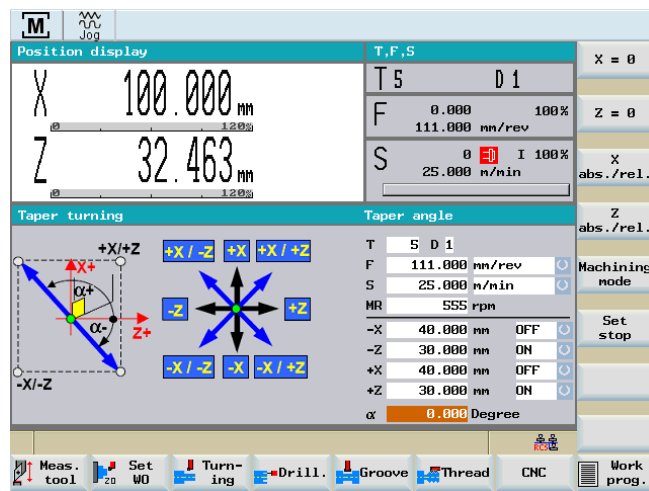 M
Jog
Position display
X 100.000 mm
0 120%
Z 32.463 mm
0 120%
T,F,S
T 5 D 1
F 0.000 100%
111.000 mm/rev
S 0 I 100%
25.000 m/min
X = 0
Z = 0
X
abs./rel.
Z
abs./rel.
Machining
mode
Set
stop
Taper turning
+X/+Z
X+
α+
α-
Z+
-X/-Z
+X / -Z +X +X / +Z
-Z +Z
-X / -Z -X -X / +Z
Taper angle
T 5 D 1
F 111.000 mm/rev
S 25.000 m/min
MR 555 rpm
-X 40.000 mm OFF
-Z 30.000 mm ON
+X 40.000 mm OFF
+Z 30.000 mm ON
α 0.000 Degree
RCS
Meas.
tool
Z0
Set
WO
Turn-
ing
Drill.
Groove
Thread
CNC
Work
prog.